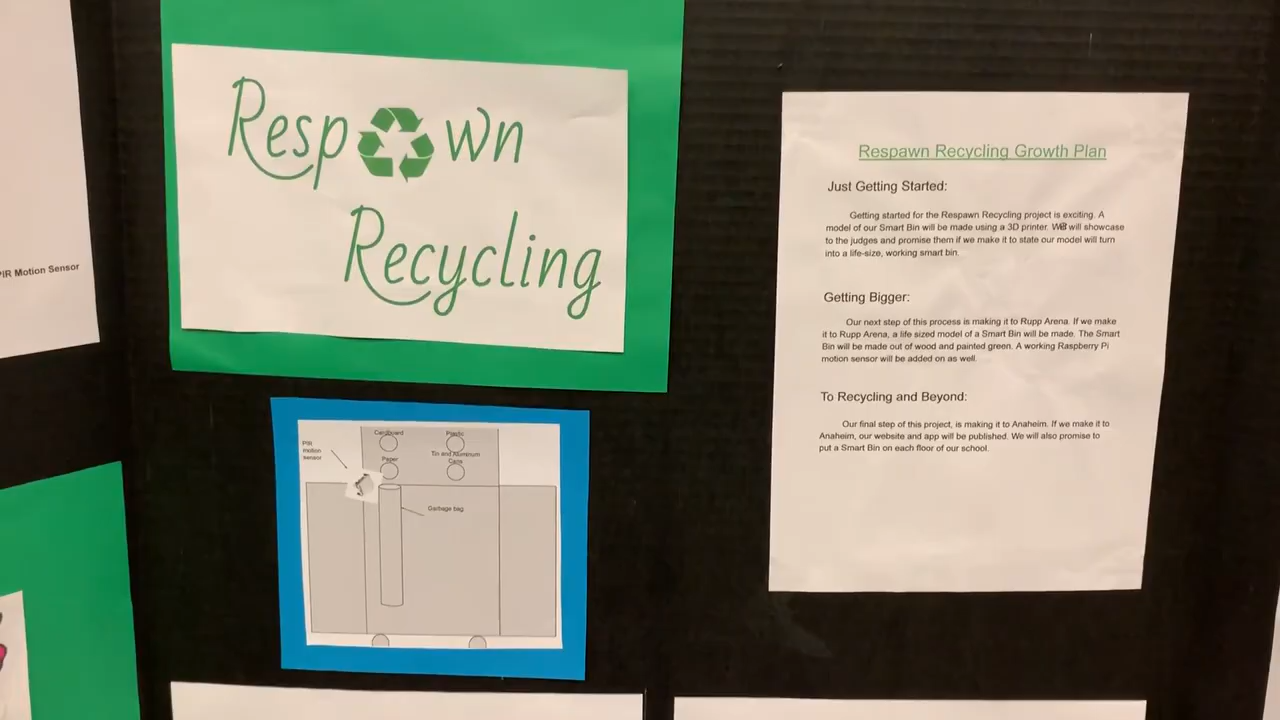 PIR Motion Sensor
Resp wn
Recycling
PIR
motion
sensor
Cardboard
Plastic
Paper
Tin and Aluminum
Cans
Garbage bag
Respawn Recycling Growth Plan
Just Getting Started:
Getting started for the Respawn Recycling project is exciting. A
model of our Smart Bin will be made using a 3D printer. We will showcase
to the judges and promise them if we make it to state our model will turn
into a life-size, working smart bin.
Getting Bigger:
Our next step of this process is making it to Rupp Arena. If we make
it to Rupp Arena, a life sized model of a Smart Bin will be made. The Smart
Bin will be made out of wood and painted green. A working Raspberry Pi
motion sensor will be added on as well.
To Recycling and Beyond:
Our final step of this project, is making it to Anaheim. If we make it to
Anaheim, our website and app will be published. We will also promise to
put a Smart Bin on each floor of our school.